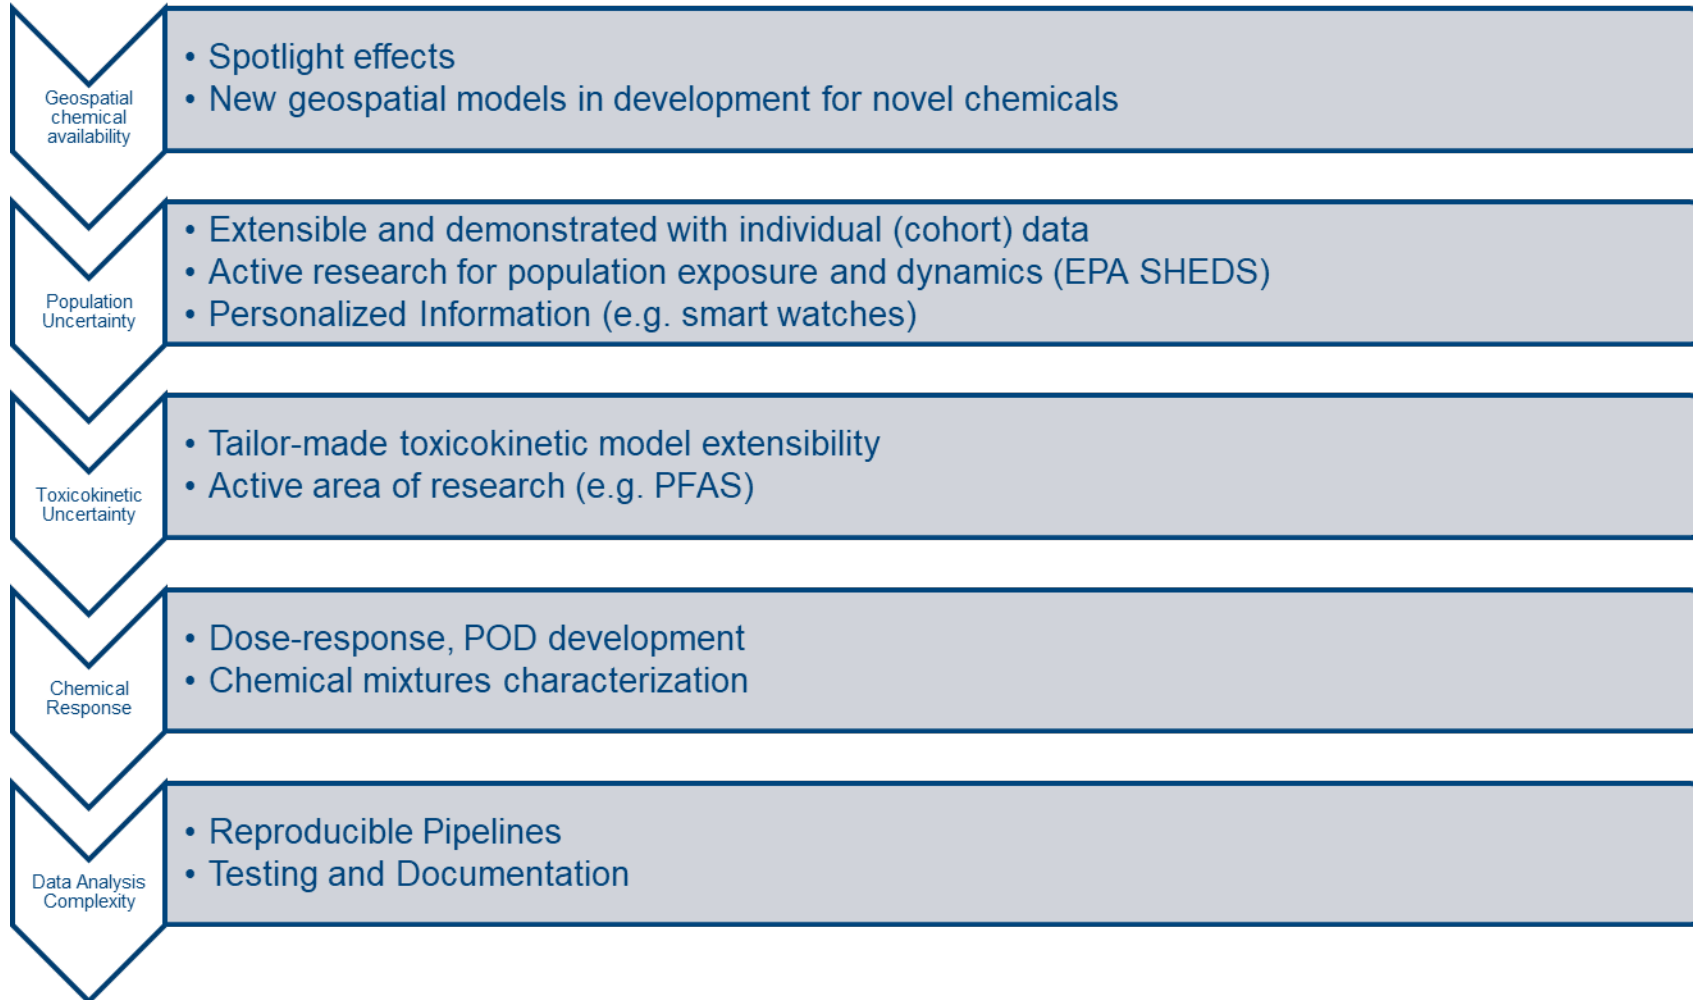 Geospatial
chemical
availability
• Spotlight effects
• New geospatial models in development for novel chemicals
Population
Uncertainty
• Extensible and demonstrated with individual (cohort) data
• Active research for population exposure and dynamics (EPA SHEDS)
• Personalized Information (e.g. smart watches)
Toxicokinetic
Uncertainty
• Tailor-made toxicokinetic model extensibility
• Active area of research (e.g. PFAS)
Chemical
Response
• Dose-response, POD development
• Chemical mixtures characterization
Data Analysis
Complexity
• Reproducible Pipelines
• Testing and Documentation